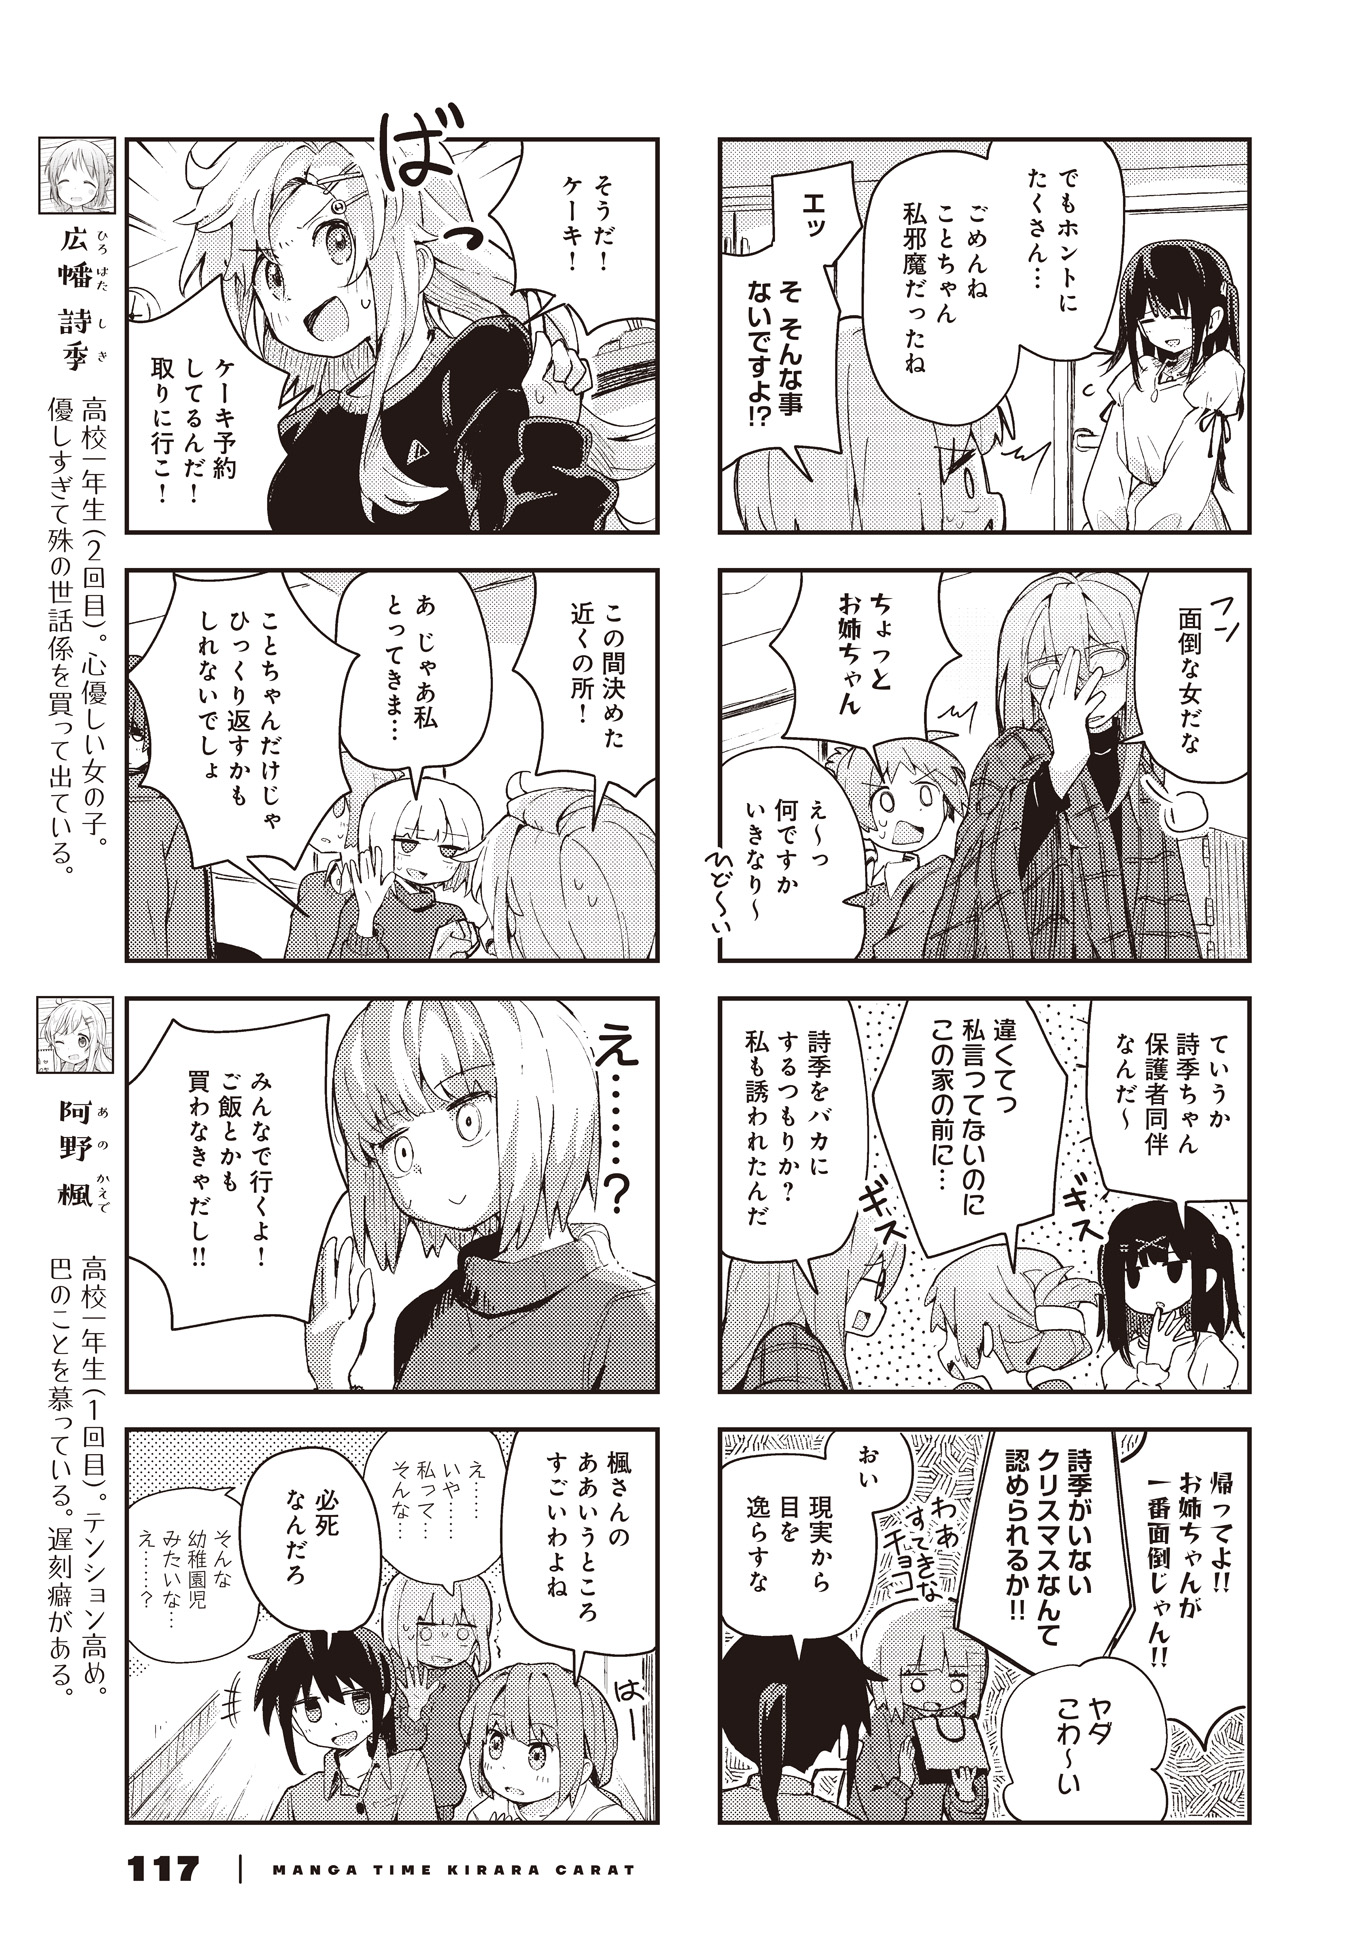 でもホントに
たくさん…
ごめんね
ことちゃん
私邪魔だったね
エッ
そ そんな事
ないですよ!?
フン
面倒な女だな
ちょっと
お姉ちゃん
え〜っ
何ですか
いきなり〜
ひど〜い
ていうか
詩季ちゃん
保護者同伴
なんだ〜
違くてっ
私言ってないのに
この家の前に…
ギスギス
詩季をバカに
するつもりか?
私も誘われたんだ
帰ってよ!!
お姉ちゃんが
一番面倒じゃん!!
詩季がいない
クリスマスなんて
認められるか!!
ヤダ
こわ〜い
わあ
すてきな
チョコ
おい
現実から
目を
逸らすな
ばっ
そうだ!
ケーキ!
ケーキ予約
してるんだ!
取りに行こ!
この間決めた
近くの所!
あ じゃあ私
とってきま…
ことちゃんだけじゃ
ひっくり返すかも
しれないでしょ
え………?
みんなで行くよ!
ご飯とかも
買わなきゃだし!!
楓さんの
ああいうところ
すごいわよね
はー
え……
いや……
私って…
そんな…
必死
なんだろ
そんな
幼稚園児
みたいな…
え……?
広幡詩季
ひろはたしき
高校一年生(2回目)。心優しい女の子。
優しすぎて殊の世話係を買って出ている。
阿野楓
あのかえで
高校一年生(1回目)。テンション高め。
巴のことを慕っている。遅刻癖がある。
117 | MANGA TIME KIRARA CARAT